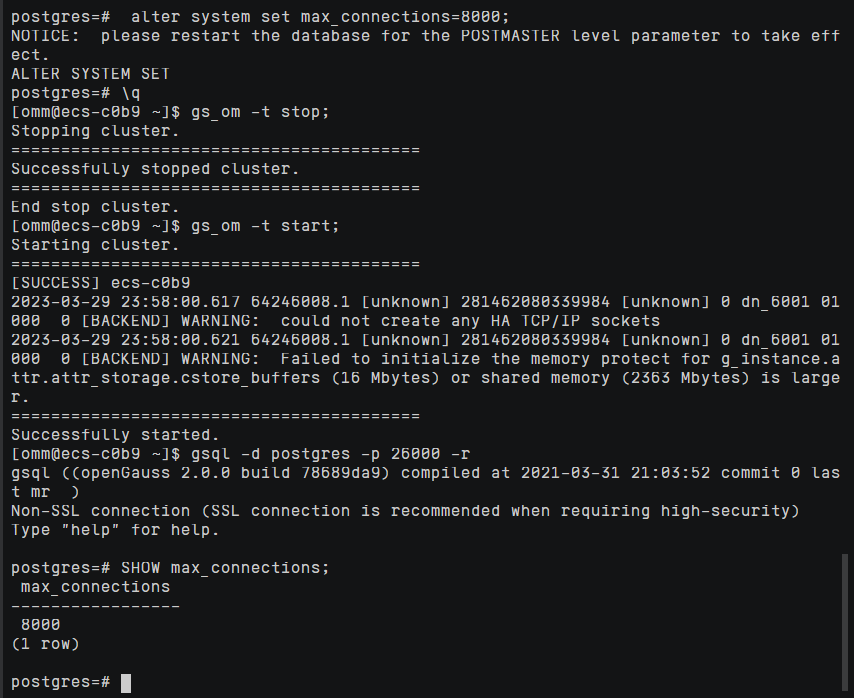 postgres=#  alter system set max_connections=8000;
NOTICE:  please restart the database for the POSTMASTER level parameter to take eff
ect.
ALTER SYSTEM SET
postgres=# \q
[omm@ecs-c0b9 ~]$ gs_om -t stop;
Stopping cluster.
=========================================
Successfully stopped cluster.
=========================================
End stop cluster.
[omm@ecs-c0b9 ~]$ gs_om -t start;
Starting cluster.
=========================================
[SUCCESS] ecs-c0b9
2023-03-29 23:58:00.617 64246008.1 [unknown] 281462080339984 [unknown] 0 dn_6001 01
000  0 [BACKEND] WARNING:  could not create any HA TCP/IP sockets
2023-03-29 23:58:00.621 64246008.1 [unknown] 281462080339984 [unknown] 0 dn_6001 01
000  0 [BACKEND] WARNING:  Failed to initialize the memory protect for g_instance.a
ttr.attr_storage.cstore_buffers (16 Mbytes) or shared memory (2363 Mbytes) is large
r.
=========================================
Successfully started.
[omm@ecs-c0b9 ~]$ gsql -d postgres -p 26000 -r
gsql ((openGauss 2.0.0 build 78689da9) compiled at 2021-03-31 21:03:52 commit 0 las
t mr  )
Non-SSL connection (SSL connection is recommended when requiring high-security)
Type "help" for help.

postgres=# SHOW max_connections;
 max_connections
-----------------
 8000
(1 row)

postgres=#